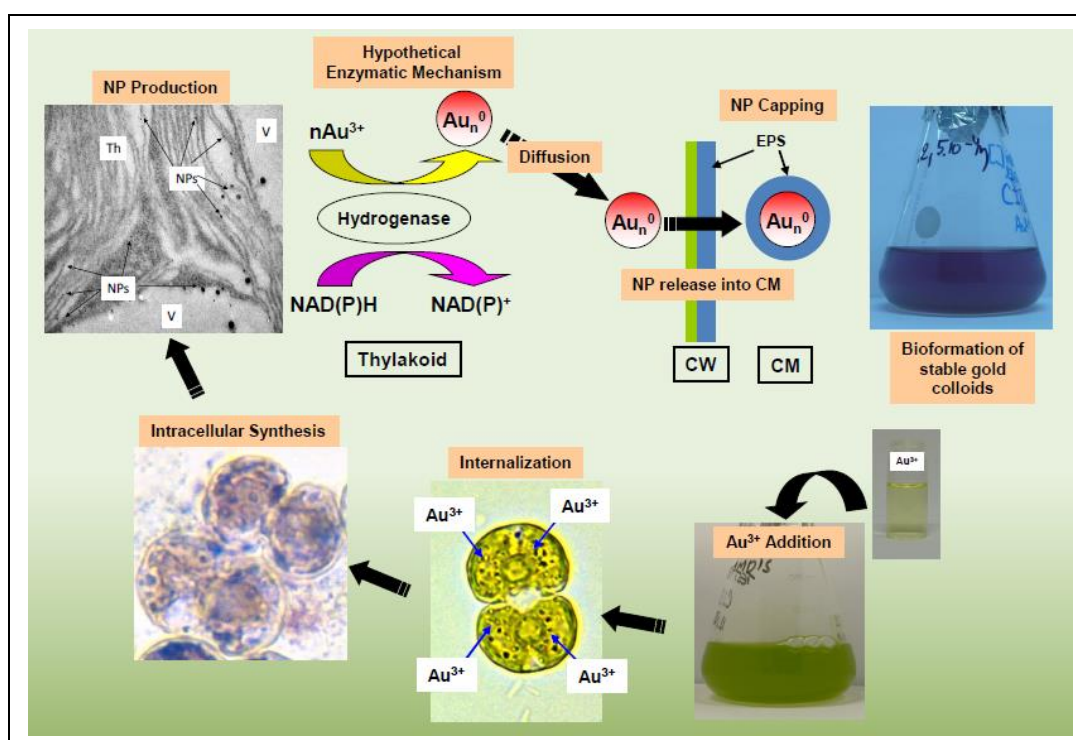 Hypothetical
Enzymatic Mechanism
NP Production
V
Th
NPs
NPs
V
nAu³⁺
Auₙ⁰
Hydrogenase
NAD(P)H
NAD(P)⁺
Thylakoid
Diffusion
Auₙ⁰
NP Capping
EPS
Auₙ⁰
NP release into CM
CW
CM
Bioformation of
stable gold
colloids
Au³⁺
Au³⁺ Addition
Internalization
Au³⁺
Au³⁺
Au³⁺
Au³⁺
Intracellular Synthesis